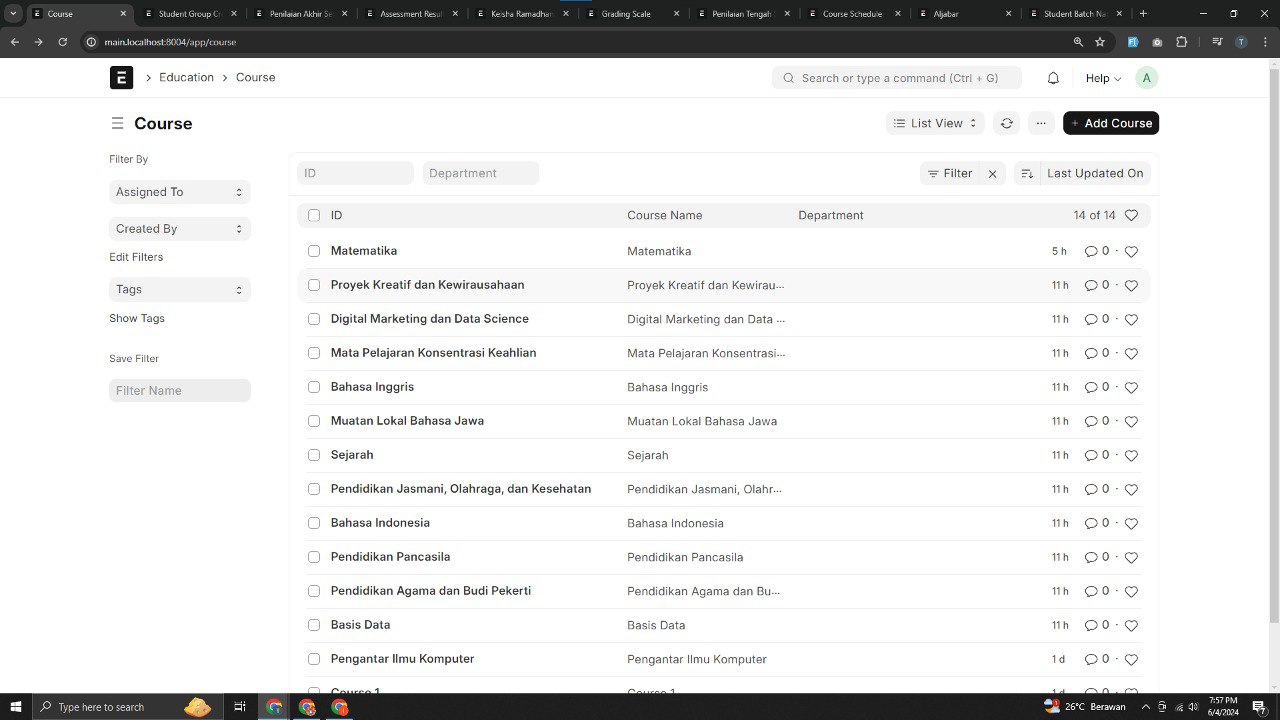 Course
Student Group Cr
Penilaian Akhir Se
Assessment Resul
Keisha Ramadhan
Grading Scale
Penilaian Tengah
Course Schedule
Aljabar
Student Batch Na
main.localhost:8004/app/course
T
E > Education > Course
Search or type a command (Ctrl + G)
Help
A
Course
List View
...
+ Add Course
Filter By
Assigned To
Created By
Edit Filters
Tags
Show Tags
Save Filter
Filter Name
ID
Department
Filter
Last Updated On
ID Course Name Department 14 of 14
Matematika Matematika 5 h 0
Proyek Kreatif dan Kewirausahaan Proyek Kreatif dan Kewirau... 11 h 0
Digital Marketing dan Data Science Digital Marketing dan Data ... 11 h 0
Mata Pelajaran Konsentrasi Keahlian Mata Pelajaran Konsentrasi... 11 h 0
Bahasa Inggris Bahasa Inggris 11 h 0
Muatan Lokal Bahasa Jawa Muatan Lokal Bahasa Jawa 11 h 0
Sejarah Sejarah 11 h 0
Pendidikan Jasmani, Olahraga, dan Kesehatan Pendidikan Jasmani, Olahr... 11 h 0
Bahasa Indonesia Bahasa Indonesia 11 h 0
Pendidikan Pancasila Pendidikan Pancasila 11 h 0
Pendidikan Agama dan Budi Pekerti Pendidikan Agama dan Bu... 11 h 0
Basis Data Basis Data 11 h 0
Pengantar Ilmu Komputer Pengantar Ilmu Komputer 1 d 0
Course 1 Course 1 1 d 0
Type here to search
26°C Berawan
7:57 PM
6/4/2024